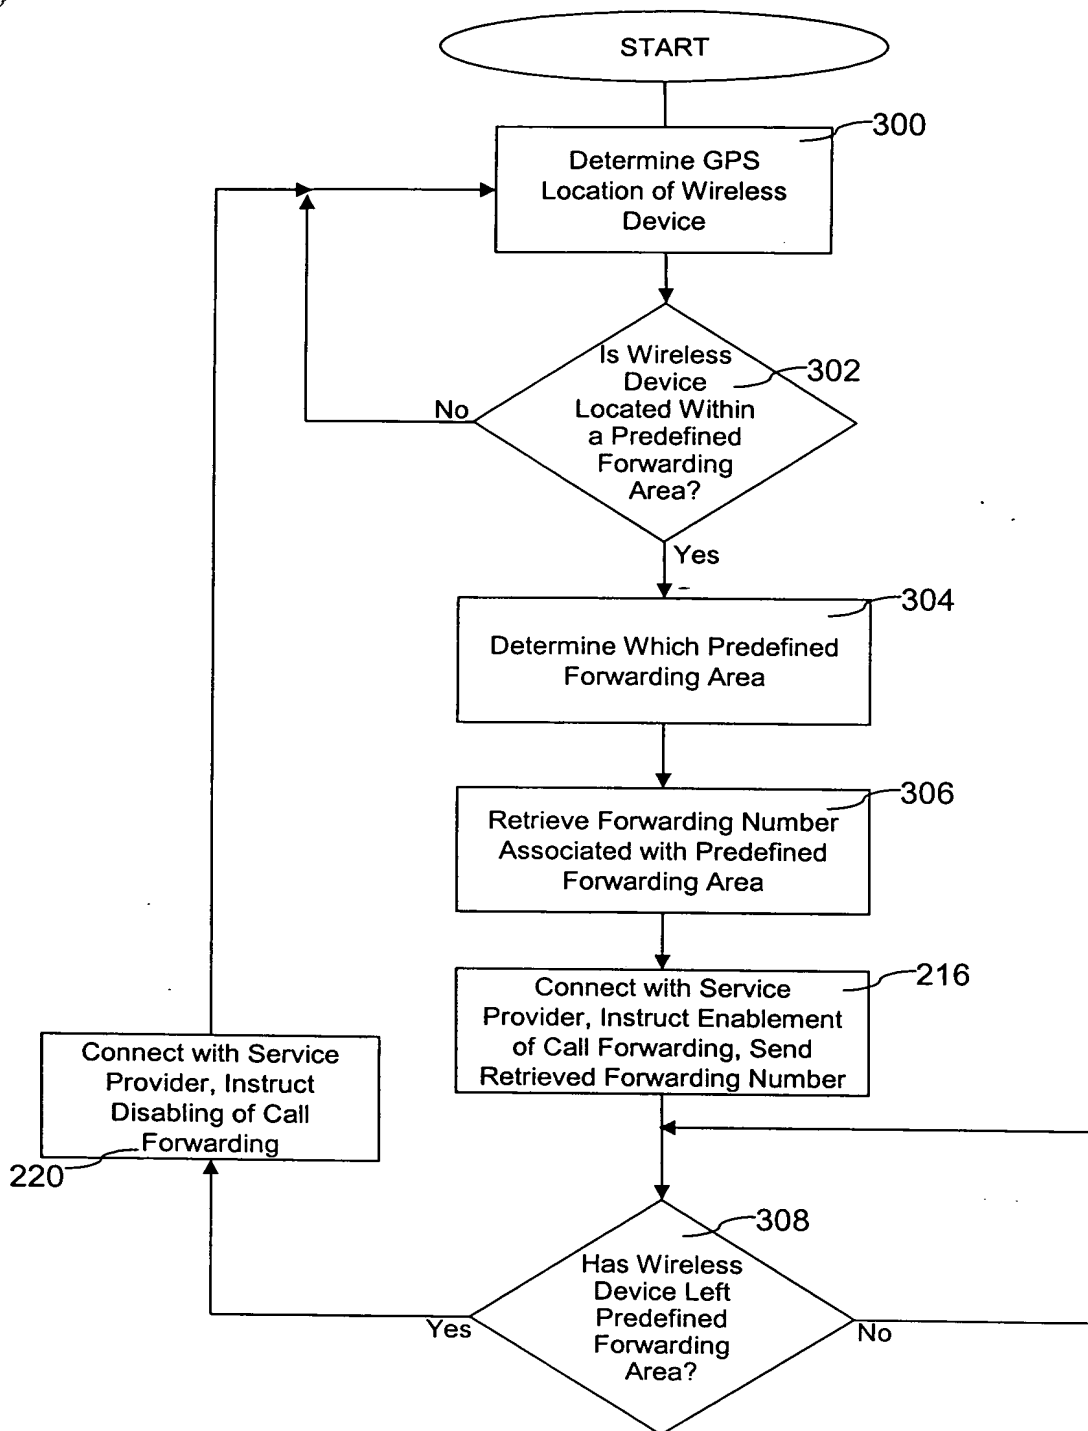 START
300
Determine GPS
Location of Wireless
Device
Is Wireless
Device
Located Within
a Predefined
Forwarding
Area?
302
No
Yes
304
Determine Which Predefined
Forwarding Area
306
Retrieve Forwarding Number
Associated with Predefined
Forwarding Area
216
Connect with Service
Provider, Instruct Enablement
of Call Forwarding, Send
Retrieved Forwarding Number
Connect with Service
Provider, Instruct
Disabling of Call
Forwarding
220
308
Has Wireless
Device Left
Predefined
Forwarding
Area?
Yes
No